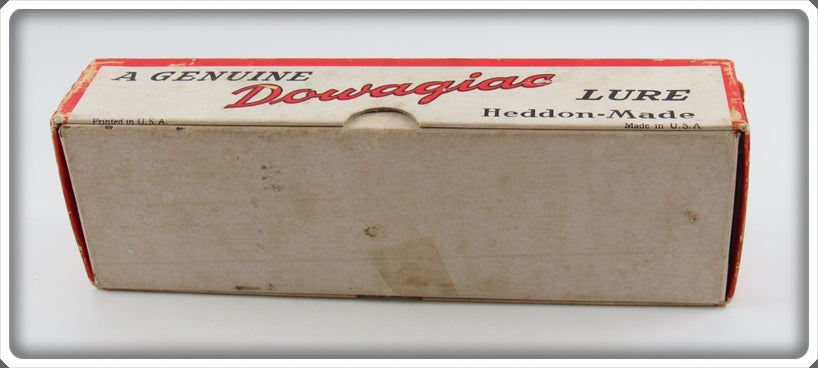 A GENUINE Dowagiac LURE
Heddon-Made
Printed in U.S.A.
Made in U.S.A.